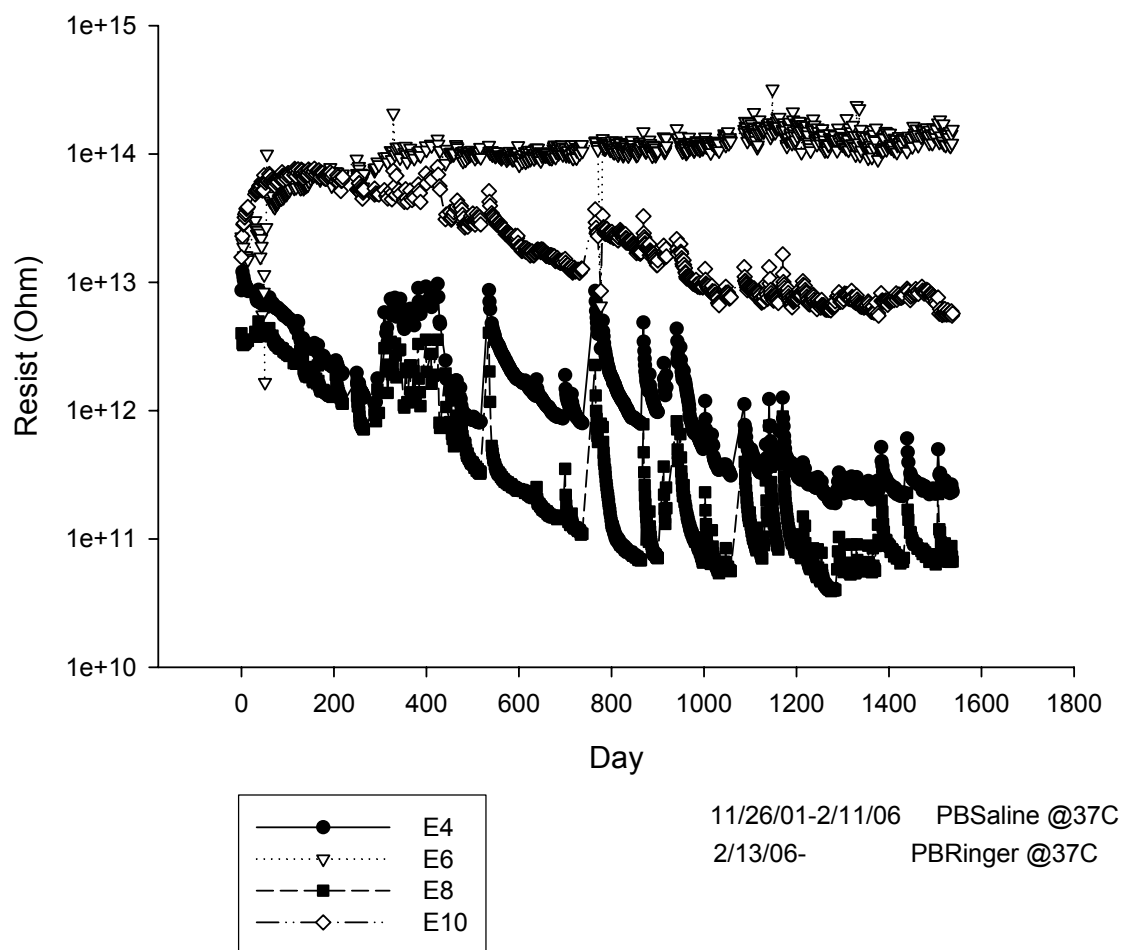 1e+15
1e+14
1e+13
1e+12
1e+11
1e+10
Resist (Ohm)
0 200 400 600 800 1000 1200 1400 1600 1800
Day
E4
E6
E8
E10
11/26/01-2/11/06 PBSaline @37C
2/13/06- PBRinger @37C